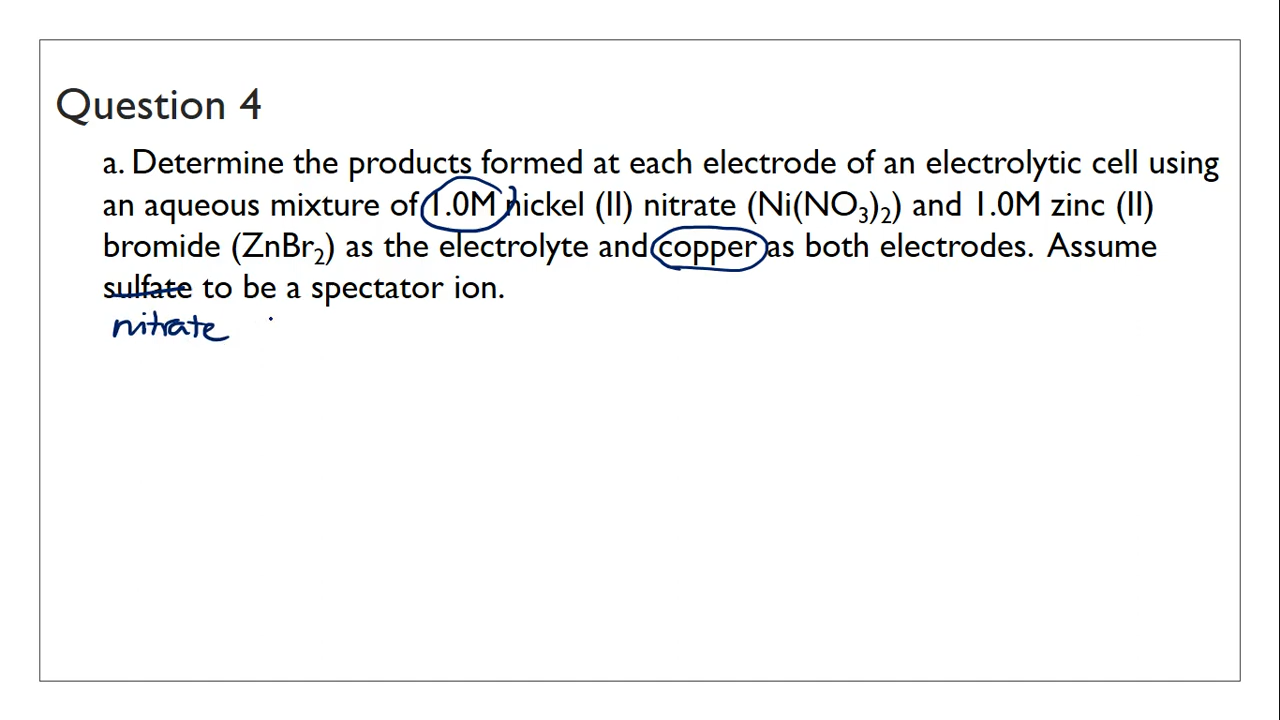 Question 4
a. Determine the products formed at each electrode of an electrolytic cell using
an aqueous mixture of 1.0M nickel (II) nitrate (Ni(NO₃)₂) and 1.0M zinc (II)
bromide (ZnBr₂) as the electrolyte and copper as both electrodes. Assume
sulfate to be a spectator ion.
nitrate